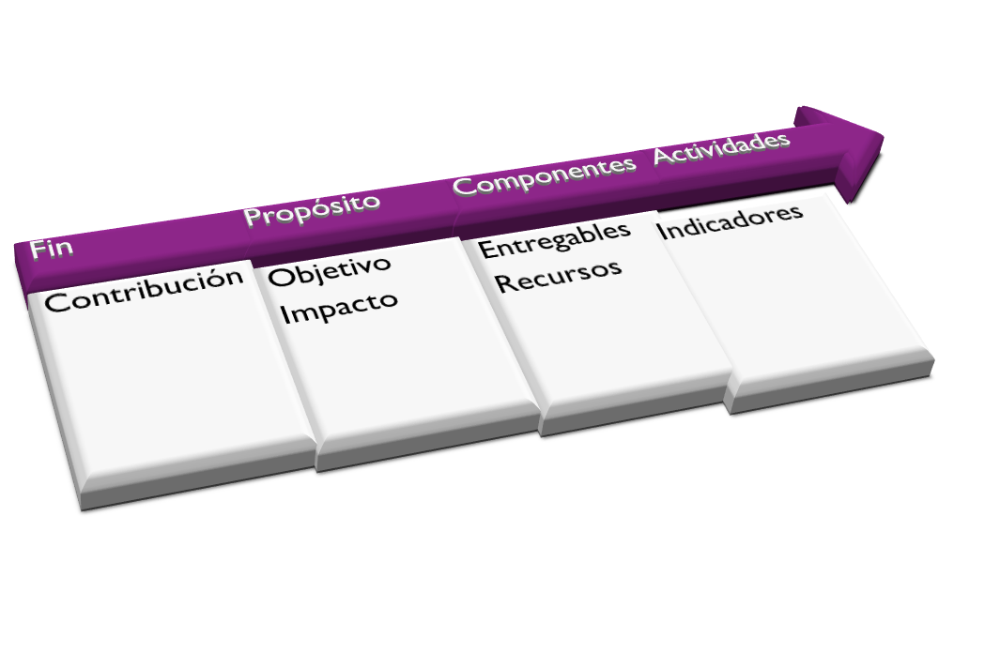 Fin
Contribución
Propósito
Objetivo
Impacto
Componentes
Entregables
Recursos
Actividades
Indicadores